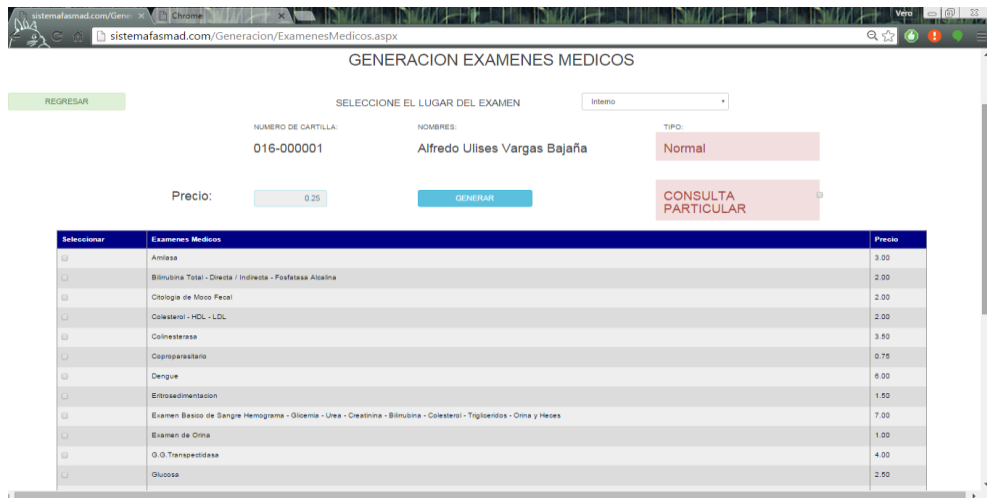 sistemafasmad.com/Gene
Chrome
Vero
sistemafasmad.com/Generacion/ExamenesMedicos.aspx
GENERACION EXAMENES MEDICOS
REGRESAR
SELECCIONE EL LUGAR DEL EXAMEN
Interno
NUMERO DE CARTILLA:
NOMBRES:
TIPO:
016-000001
Alfredo Ulises Vargas Bajaña
Normal
Precio:
0.25
GENERAR
CONSULTA
PARTICULAR
Seleccionar Examenes Medicos Precio
Amilasa 3.00
Bilirrubina Total - Directa / Indirecta - Fosfatasa Alcalina 2.00
Citologia de Moco Fecal 2.00
Colesterol - HDL - LDL 2.00
Colinesterasa 3.50
Coproparasitario 0.75
Dengue 6.00
Eritrosedimentacion 1.50
Examen Basico de Sangre Hemograma - Glicemia - Urea - Creatinina - Bilirrubina - Colesterol - Trigliceridos - Orina y Heces 7.00
Examen de Orina 1.00
G.G.Transpectidasa 4.00
Glucosa 2.50